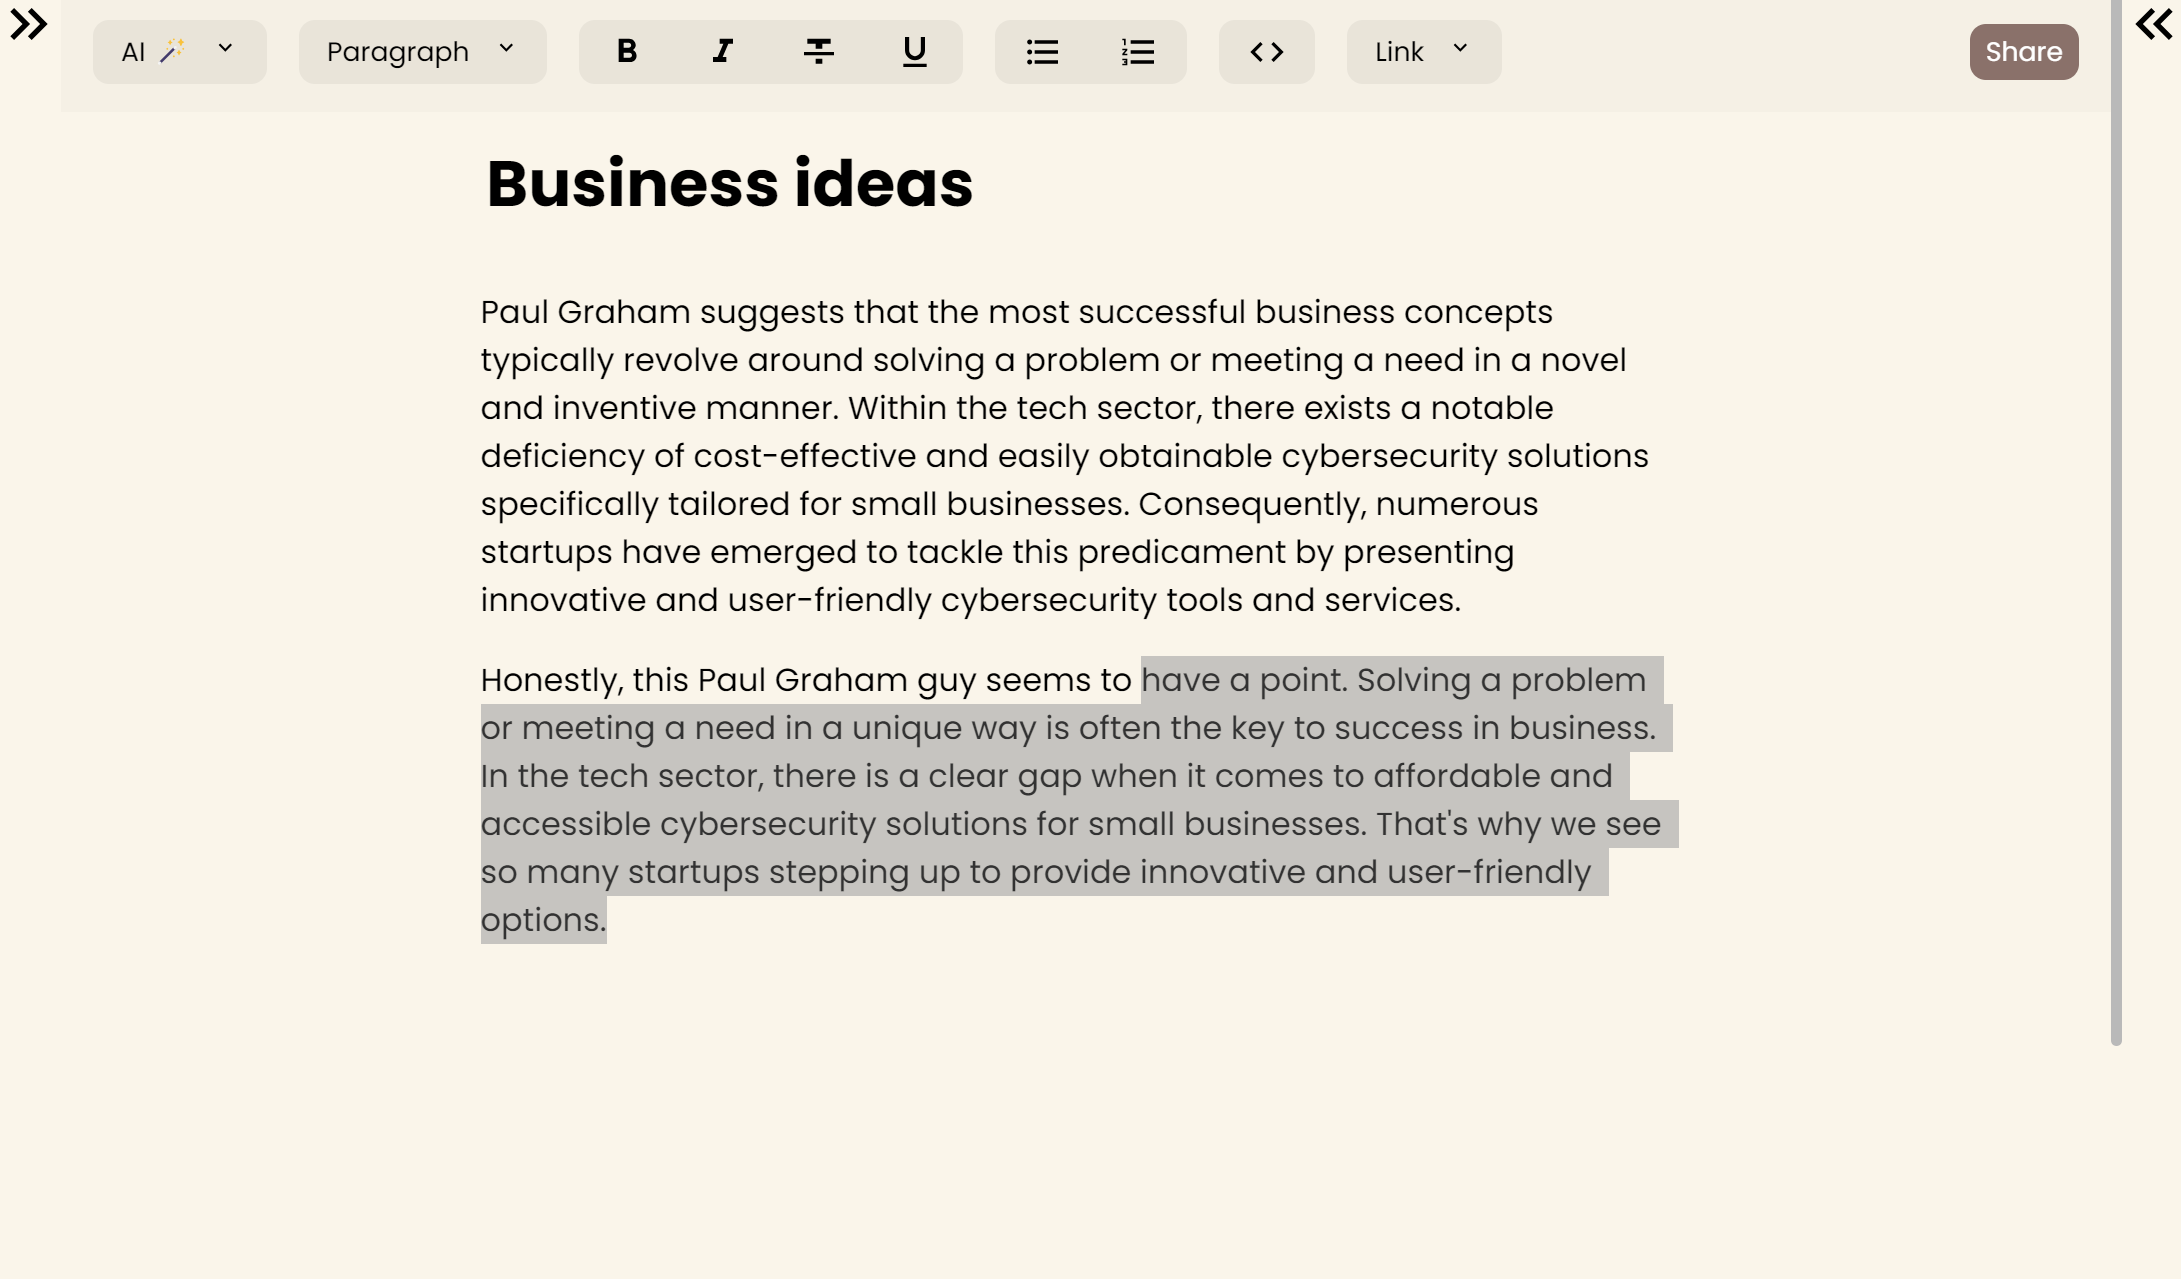 AI Paragraph B I T U Link Share
Business ideas
Paul Graham suggests that the most successful business concepts
typically revolve around solving a problem or meeting a need in a novel
and inventive manner. Within the tech sector, there exists a notable
deficiency of cost-effective and easily obtainable cybersecurity solutions
specifically tailored for small businesses. Consequently, numerous
startups have emerged to tackle this predicament by presenting
innovative and user-friendly cybersecurity tools and services.
Honestly, this Paul Graham guy seems to have a point. Solving a problem
or meeting a need in a unique way is often the key to success in business.
In the tech sector, there is a clear gap when it comes to affordable and
accessible cybersecurity solutions for small businesses. That's why we see
so many startups stepping up to provide innovative and user-friendly
options.